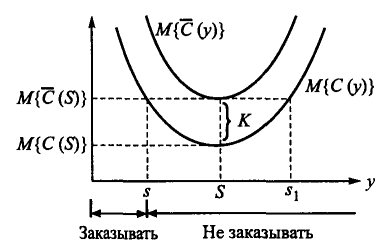 M{C̅(y)}
M{C(y)}
M{C̅(S)}
K
M{C(S)}
s S s₁ y
Заказывать Не заказывать